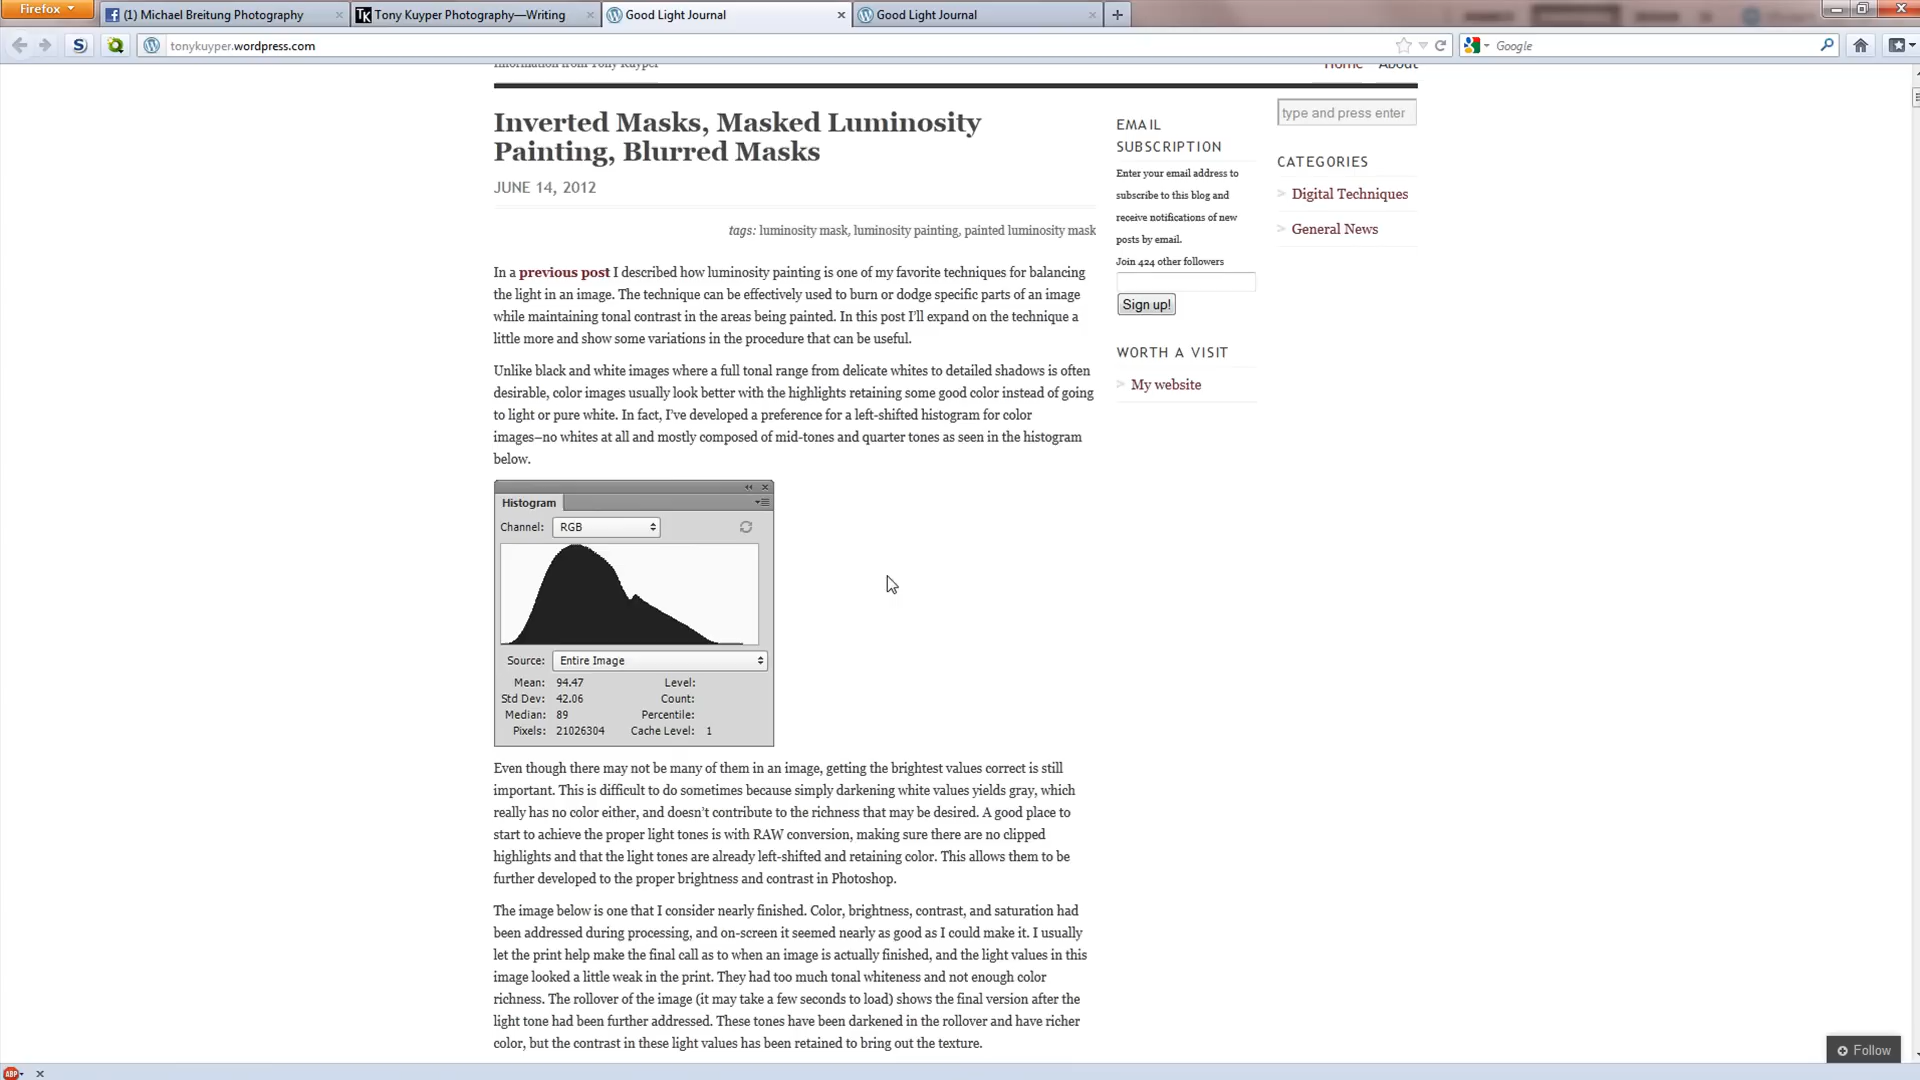 Firefox
(1) Michael Breitung Photography
Tony Kuyper Photography—Writing
Good Light Journal
Good Light Journal
tonykuyper.wordpress.com
Google
Information from Tony Kuyper
Home About
Inverted Masks, Masked Luminosity
Painting, Blurred Masks
JUNE 14, 2012
tags: luminosity mask, luminosity painting, painted luminosity mask
In a previous post I described how luminosity painting is one of my favorite techniques for balancing
the light in an image. The technique can be effectively used to burn or dodge specific parts of an image
while maintaining tonal contrast in the areas being painted. In this post I'll expand on the technique a
little more and show some variations in the procedure that can be useful.
Unlike black and white images where a full tonal range from delicate whites to detailed shadows is often
desirable, color images usually look better with the highlights retaining some good color instead of going
to light or pure white. In fact, I've developed a preference for a left-shifted histogram for color
images–no whites at all and mostly composed of mid-tones and quarter tones as seen in the histogram
below.
Histogram
Channel: RGB
Source: Entire Image
Mean: 94.47 Level:
Std Dev: 42.06 Count:
Median: 89 Percentile:
Pixels: 21026304 Cache Level: 1
Even though there may not be many of them in an image, getting the brightest values correct is still
important. This is difficult to do sometimes because simply darkening white values yields gray, which
really has no color either, and doesn't contribute to the richness that may be desired. A good place to
start to achieve the proper light tones is with RAW conversion, making sure there are no clipped
highlights and that the light tones are already left-shifted and retaining color. This allows them to be
further developed to the proper brightness and contrast in Photoshop.
The image below is one that I consider nearly finished. Color, brightness, contrast, and saturation had
been addressed during processing, and on-screen it seemed nearly as good as I could make it. I usually
let the print help make the final call as to when an image is actually finished, and the light values in this
image looked a little weak in the print. They had too much tonal whiteness and not enough color
richness. The rollover of the image (it may take a few seconds to load) shows the final version after the
light tone had been further addressed. These tones have been darkened in the rollover and have richer
color, but the contrast in these light values has been retained to bring out the texture.
EMAIL
SUBSCRIPTION
Enter your email address to
subscribe to this blog and
receive notifications of new
posts by email.
Join 424 other followers
Sign up!
WORTH A VISIT
My website
type and press enter
CATEGORIES
Digital Techniques
General News
Follow
ABP